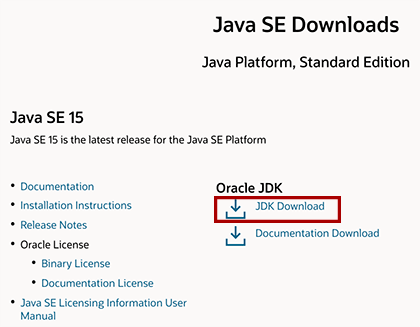 Java SE Downloads
Java Platform, Standard Edition
Java SE 15
Java SE 15 is the latest release for the Java SE Platform
• Documentation
• Installation Instructions
• Release Notes
• Oracle License
• Binary License
• Documentation License
• Java SE Licensing Information User
Manual
Oracle JDK
JDK Download
Documentation Download